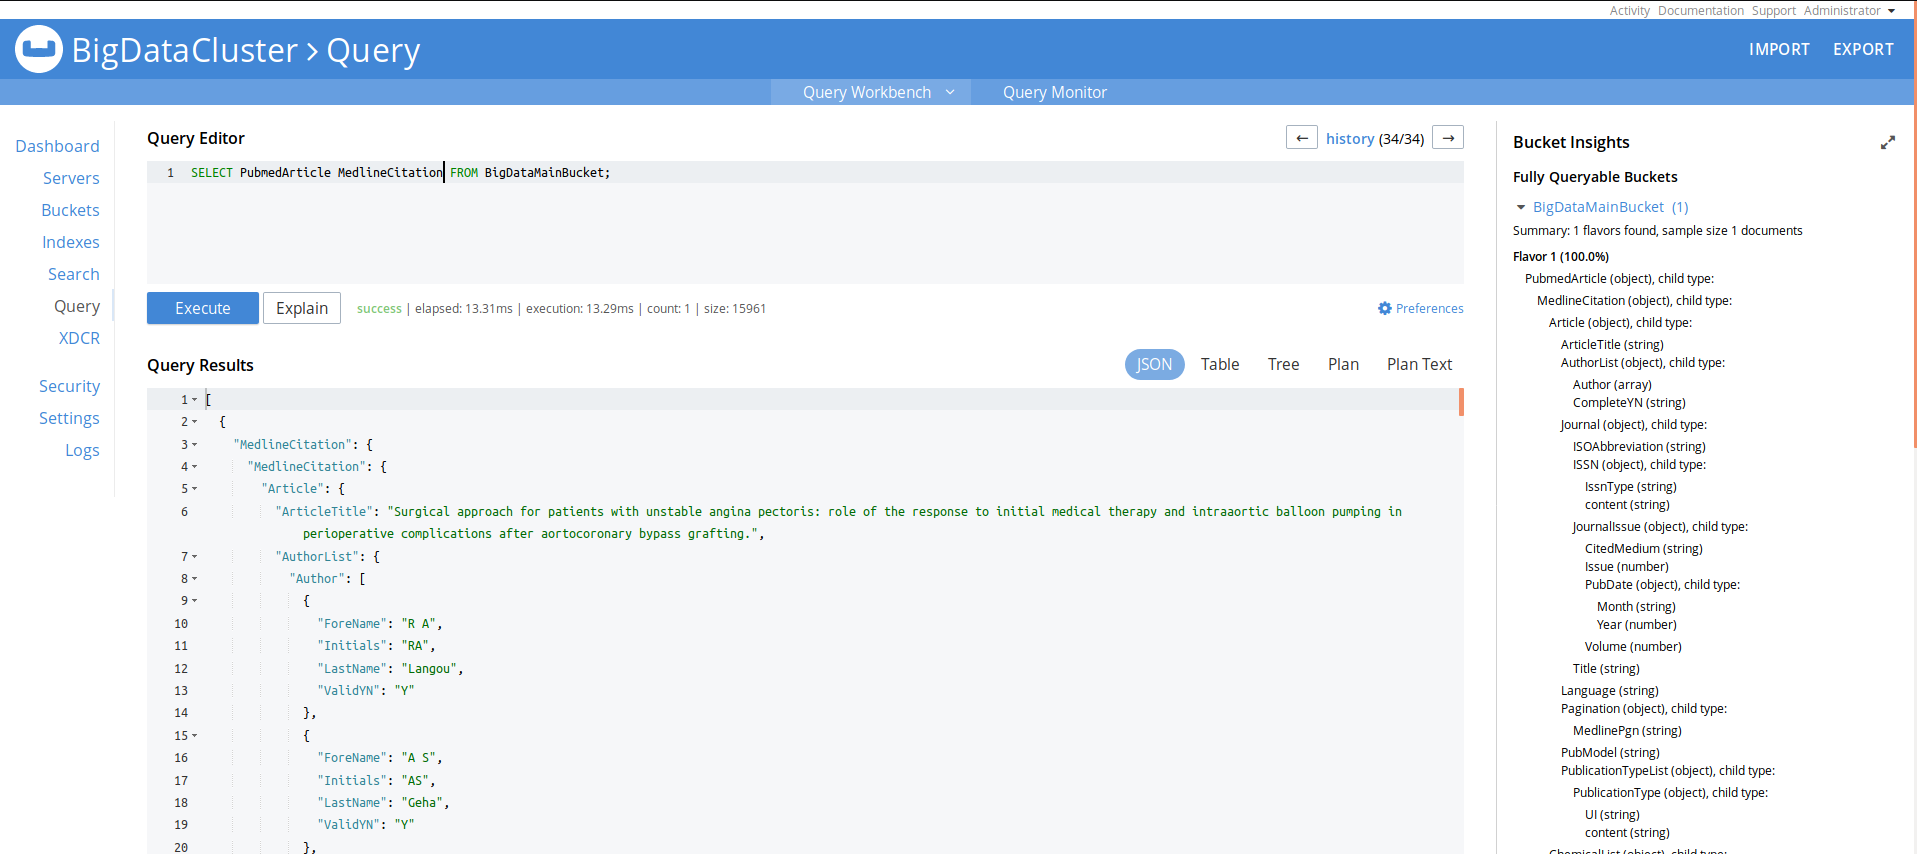 Activity Documentation Support Administrator
BigDataCluster > Query
IMPORT EXPORT
Query Workbench Query Monitor
Dashboard
Servers
Buckets
Indexes
Search
Query
XDCR
Security
Settings
Logs
Query Editor
← history (34/34) →
1 SELECT PubmedArticle MedlineCitation FROM BigDataMainBucket;
Execute Explain success | elapsed: 13.31ms | execution: 13.29ms | count: 1 | size: 15961
Preferences
Query Results
JSON Table Tree Plan Plan Text
1 [
2 {
3 "MedlineCitation": {
4 "MedlineCitation": {
5 "Article": {
6 "ArticleTitle": "Surgical approach for patients with unstable angina pectoris: role of the response to initial medical therapy and intraaortic balloon pumping in
perioperative complications after aortocoronary bypass grafting.",
7 "AuthorList": {
8 "Author": [
9 {
10 "ForeName": "R A",
11 "Initials": "RA",
12 "LastName": "Langou",
13 "ValidYN": "Y"
14 },
15 {
16 "ForeName": "A S",
17 "Initials": "AS",
18 "LastName": "Geha",
19 "ValidYN": "Y"
20 },
Bucket Insights
Fully Queryable Buckets
BigDataMainBucket (1)
Summary: 1 flavors found, sample size 1 documents
Flavor 1 (100.0%)
PubmedArticle (object), child type:
MedlineCitation (object), child type:
Article (object), child type:
ArticleTitle (string)
AuthorList (object), child type:
Author (array)
CompleteYN (string)
Journal (object), child type:
ISOAbbreviation (string)
ISSN (object), child type:
IssnType (string)
content (string)
JournalIssue (object), child type:
CitedMedium (string)
Issue (number)
PubDate (object), child type:
Month (string)
Year (number)
Volume (number)
Title (string)
Language (string)
Pagination (object), child type:
MedlinePgn (string)
PubModel (string)
PublicationTypeList (object), child type:
PublicationType (object), child type:
UI (string)
content (string)
ChemicalList (object), child type: